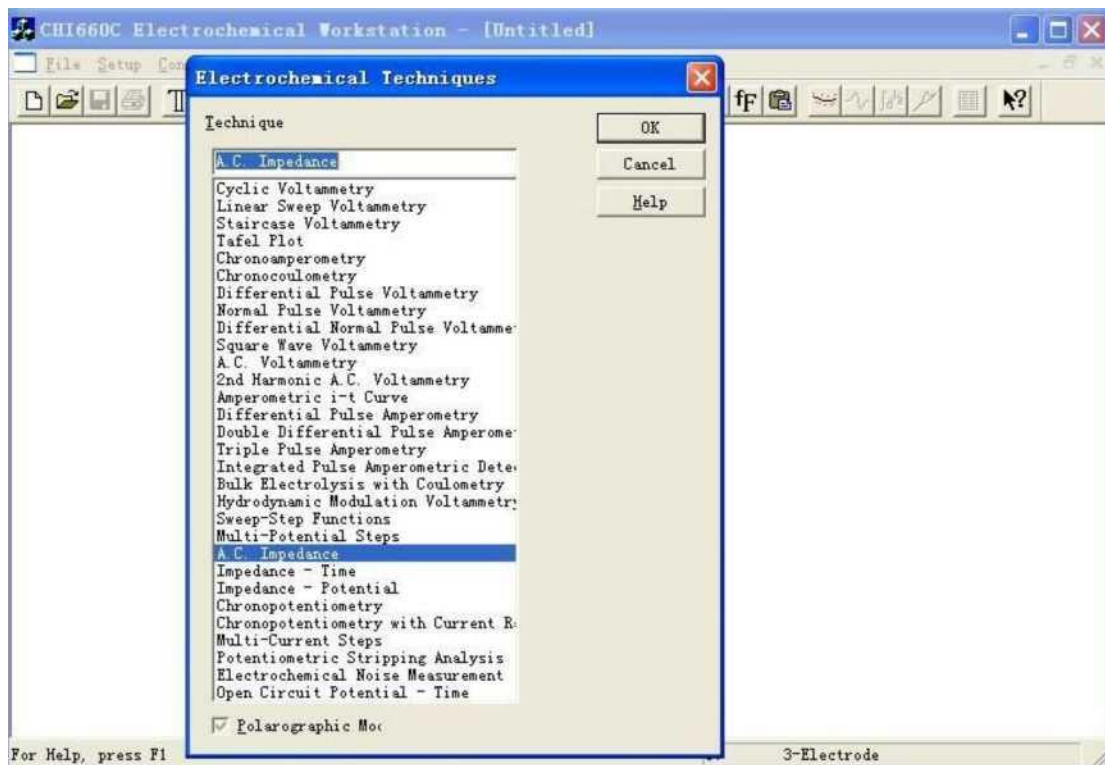 CHI660C Electrochemical Workstation - [Untitled]
File Setup Con
Electrochemical Techniques
Technique
A.C. Impedance
OK
Cancel
Help
Cyclic Voltammetry
Linear Sweep Voltammetry
Staircase Voltammetry
Tafel Plot
Chronoamperometry
Chronocoulometry
Differential Pulse Voltammetry
Normal Pulse Voltammetry
Differential Normal Pulse Voltamme
Square Wave Voltammetry
A.C. Voltammetry
2nd Harmonic A.C. Voltammetry
Amperometric i-t Curve
Differential Pulse Amperometry
Double Differential Pulse Amperome
Triple Pulse Amperometry
Integrated Pulse Amperometric Dete
Bulk Electrolysis with Coulometry
Hydrodynamic Modulation Voltammetry
Sweep-Step Functions
Multi-Potential Steps
A.C. Impedance
Impedance - Time
Impedance - Potential
Chronopotentiometry
Chronopotentiometry with Current R
Multi-Current Steps
Potentiometric Stripping Analysis
Electrochemical Noise Measurement
Open Circuit Potential - Time
Polarographic Mo
For Help, press F1
3-Electrode